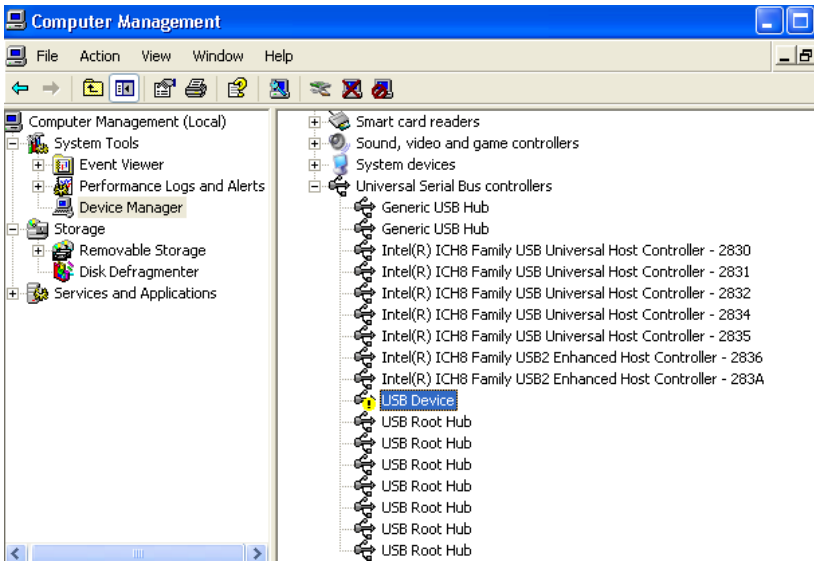 Computer Management
File Action View Window Help
Computer Management (Local)
System Tools
Event Viewer
Performance Logs and Alerts
Device Manager
Storage
Removable Storage
Disk Defragmenter
Services and Applications
Smart card readers
Sound, video and game controllers
System devices
Universal Serial Bus controllers
Generic USB Hub
Generic USB Hub
Intel(R) ICH8 Family USB Universal Host Controller - 2830
Intel(R) ICH8 Family USB Universal Host Controller - 2831
Intel(R) ICH8 Family USB Universal Host Controller - 2832
Intel(R) ICH8 Family USB Universal Host Controller - 2834
Intel(R) ICH8 Family USB Universal Host Controller - 2835
Intel(R) ICH8 Family USB2 Enhanced Host Controller - 2836
Intel(R) ICH8 Family USB2 Enhanced Host Controller - 283A
USB Device
USB Root Hub
USB Root Hub
USB Root Hub
USB Root Hub
USB Root Hub
USB Root Hub
USB Root Hub